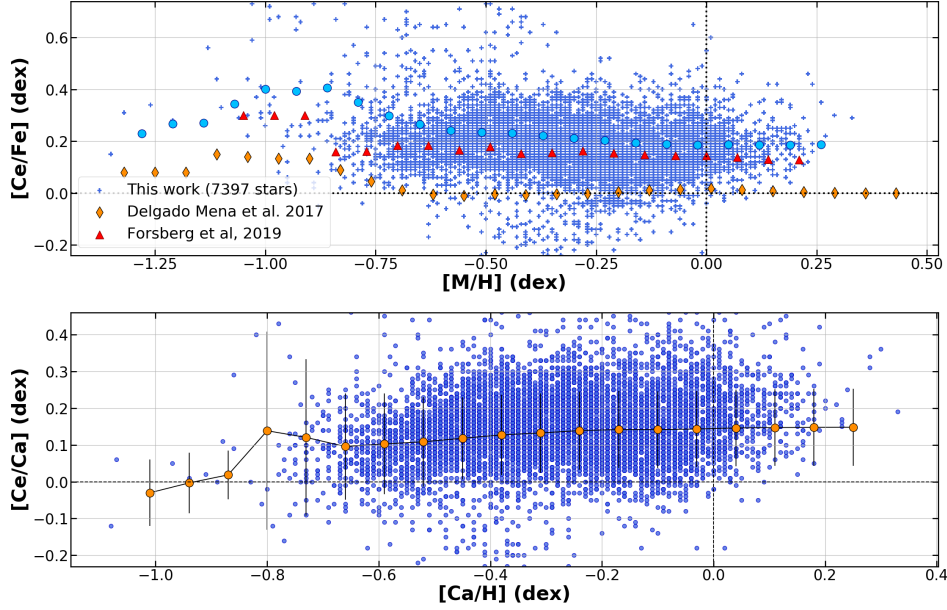 [Ce/Fe] (dex)
0.6
0.4
0.2
0.0
−0.2
This work (7397 stars)
Delgado Mena et al. 2017
Forsberg et al, 2019
−1.25 −1.00 −0.75 −0.50 −0.25 0.00 0.25 0.50
[M/H] (dex)
[Ce/Ca] (dex)
0.4
0.3
0.2
0.1
0.0
−0.1
−0.2
−1.0 −0.8 −0.6 −0.4 −0.2 0.0 0.2 0.4
[Ca/H] (dex)